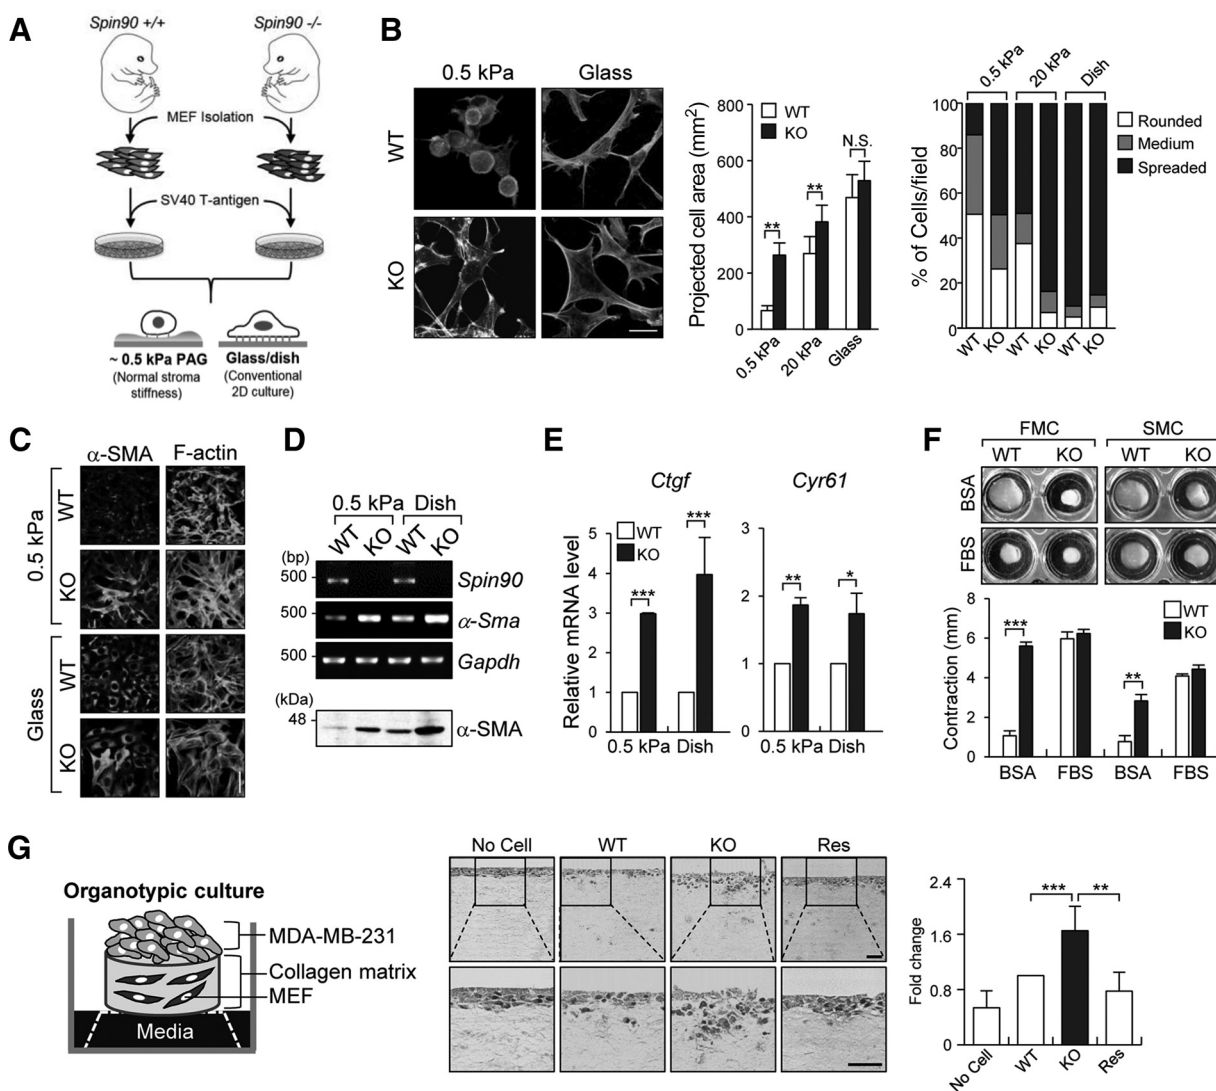 A
Spin90 +/+
Spin90 -/-
MEF Isolation
SV40 T-antigen
~ 0.5 kPa PAG
(Normal stroma
stiffness)
Glass/dish
(Conventional
2D culture)
B
0.5 kPa
Glass
WT
KO
Projected cell area (mm²)
800
600
400
200
0
WT
KO
**
**
N.S.
0.5 kPa
20 kPa
Glass
% of Cells/field
100
80
60
40
20
0
0.5 kPa
20 kPa
Dish
Rounded
Medium
Spreaded
WT
KO
WT
KO
WT
KO
C
α-SMA
F-actin
0.5 kPa
WT
KO
Glass
WT
KO
D
0.5 kPa
Dish
WT
KO
WT
KO
(bp)
500
Spin90
500
α-Sma
500
Gapdh
(kDa)
48
α-SMA
E
Ctgf
Relative mRNA level
5
4
3
2
1
0
WT
KO
***
***
0.5 kPa Dish
Cyr61
2
1
0
**
*
0.5 kPa Dish
F
FMC
SMC
WT
KO
WT
KO
BSA
FBS
Contraction (mm)
6
4
2
0
WT
KO
***
**
BSA
FBS
BSA
FBS
G
Organotypic culture
MDA-MB-231
Collagen matrix
MEF
Media
No Cell
WT
KO
Res
Fold change
2.4
1.6
0.8
0
***
**
No Cell
WT
KO
Res